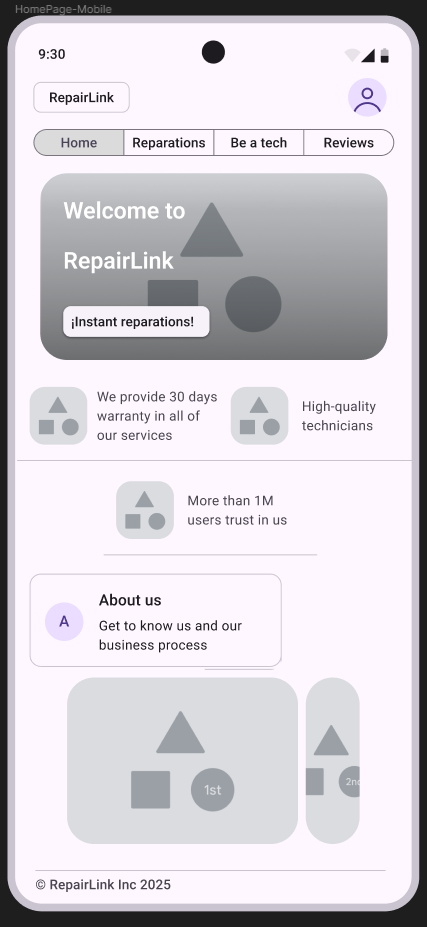 HomePage-Mobile
9:30
RepairLink
Home
Reparations
Be a tech
Reviews
Welcome to
RepairLink
¡Instant reparations!
We provide 30 days
warranty in all of
our services
High-quality
technicians
More than 1M
users trust in us
A
About us
Get to know us and our
business process
1st
2nd
© RepairLink Inc 2025